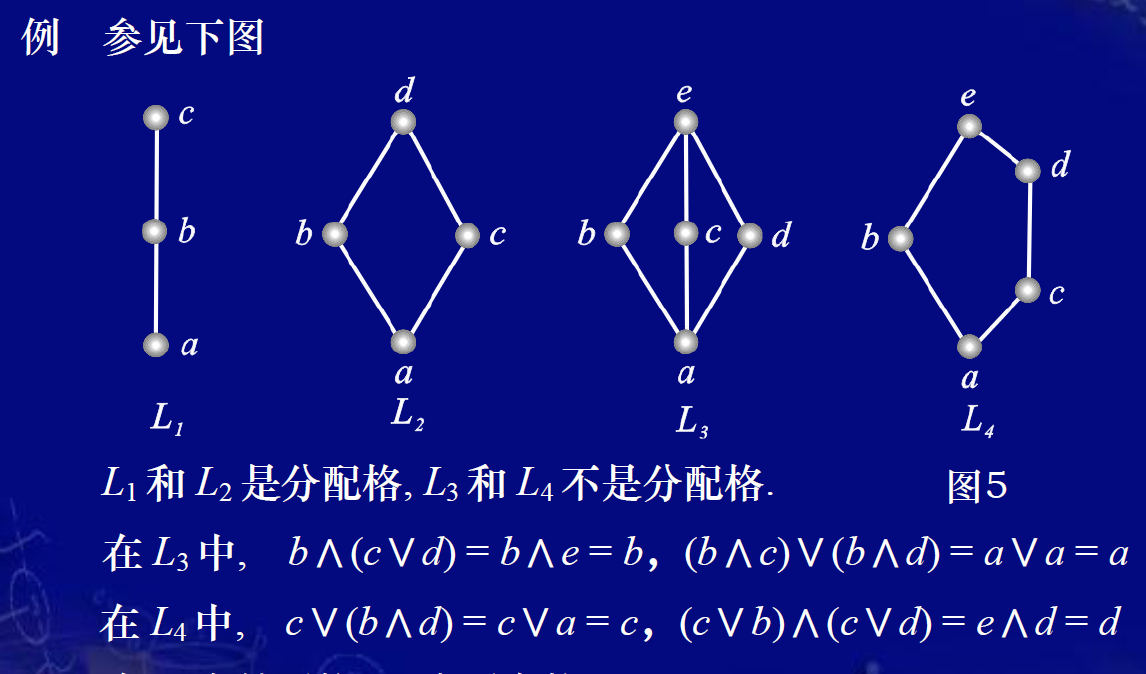 例 参见下图
c
b
a
L1
d
b
c
a
L2
e
b
c
d
a
L3
e
d
b
c
a
L4
L1 和 L2 是分配格, L3 和 L4 不是分配格.
图5
在 L3 中, b∧(c∨d) = b∧e = b, (b∧c)∨(b∧d) = a∨a = a
在 L4 中, c∨(b∧d) = c∨a = c, (c∨b)∧(c∨d) = e∧d = d